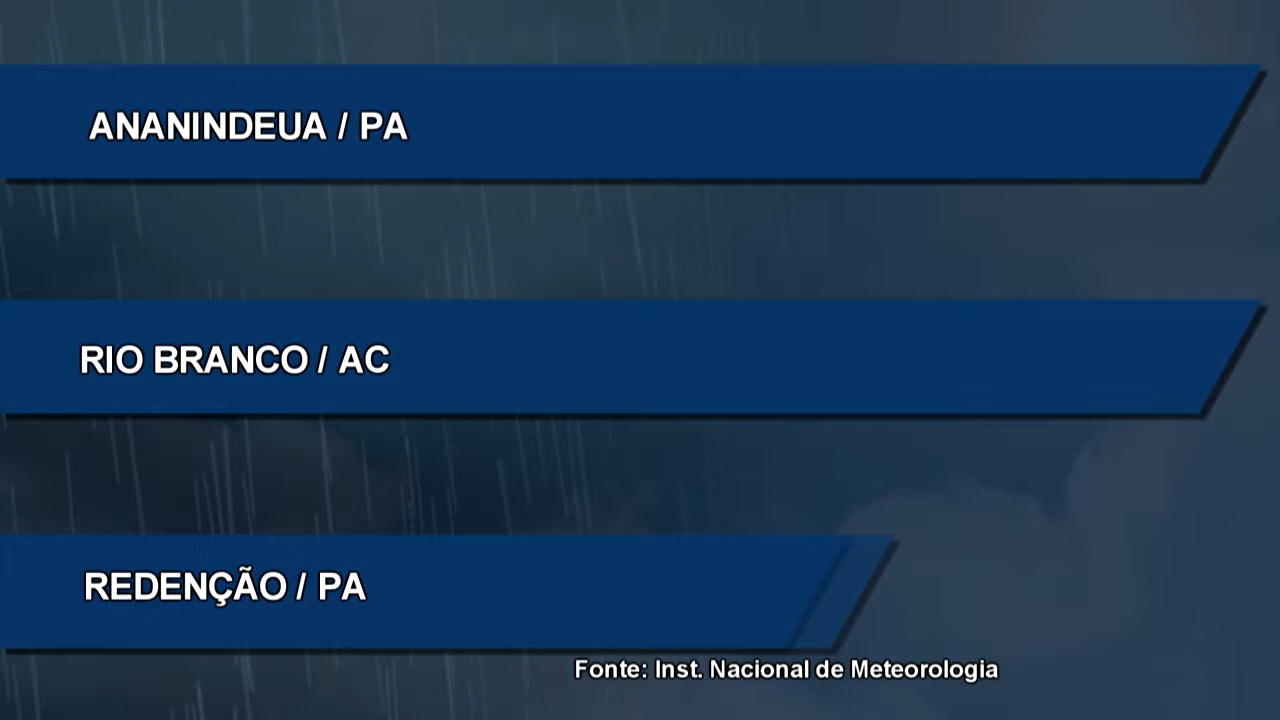 ANANINDEUA / PA
RIO BRANCO / AC
REDENÇÃO / PA
Fonte: Inst. Nacional de Meteorologia